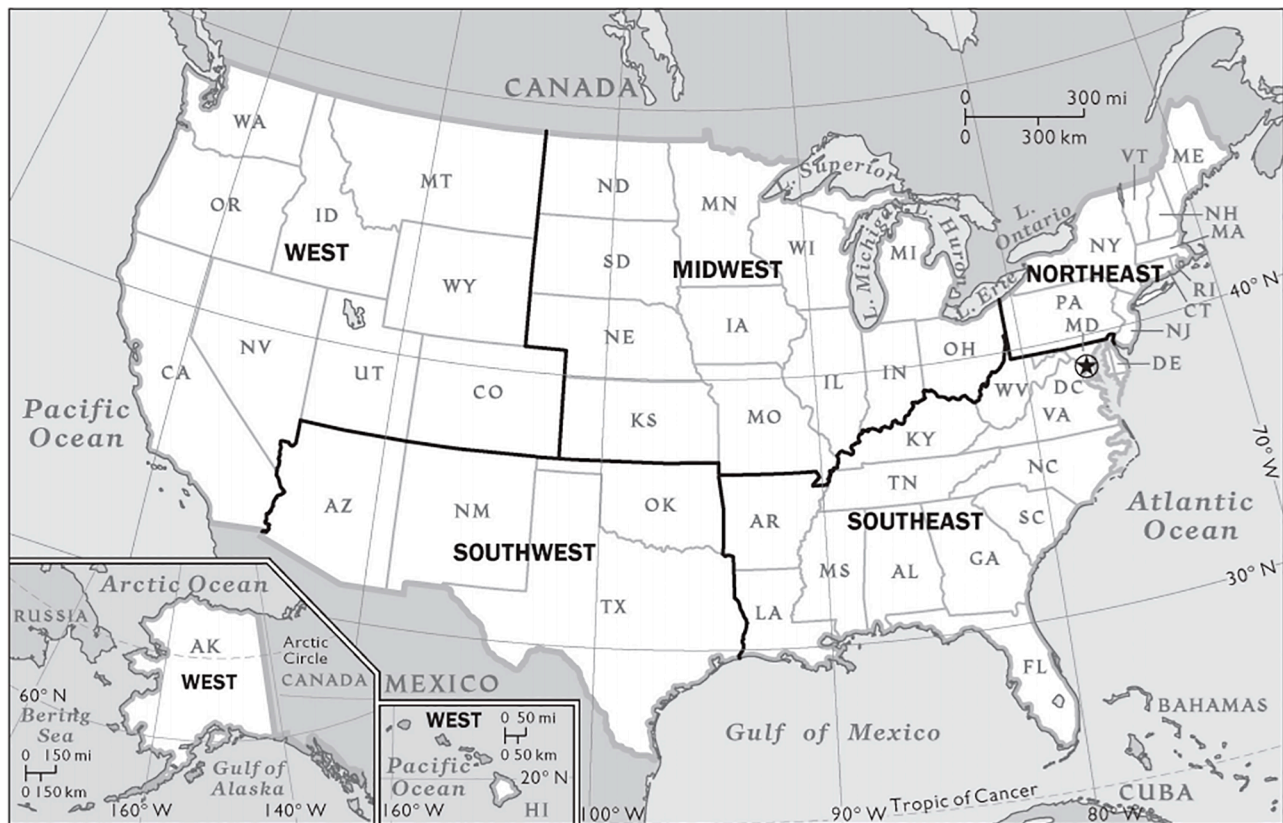 CANADA
0 300 mi
0 300 km
WA
MT
ND
MN
L. Superior
VT
ME
OR
ID
SD
WI
L. Michigan
MI
L. Huron
L. Ontario
NY
NH
MA
WEST
MIDWEST
NORTHEAST
WY
L. Erie
RI
40° N
CT
PA
NE
IA
NV
OH
MD
NJ
CA
UT
CO
IL
IN
DE
WV
DC
Pacific
Ocean
KS
MO
VA
KY
70° W
NC
TN
AZ
NM
OK
AR
SC
Atlantic
Ocean
SOUTHEAST
SOUTHWEST
MS
AL
GA
30° N
TX
LA
FL
Arctic Ocean
RUSSIA
AK
Arctic
Circle
CANADA
WEST
60° N
Bering
Sea
0 150 mi
0 150 km
Gulf of
Alaska
160° W
140° W
MEXICO
WEST
0 50 mi
0 50 km
Pacific
Ocean
20° N
HI
160° W
100° W
Gulf of Mexico
BAHAMAS
90° W
Tropic of Cancer
CUBA
80° W